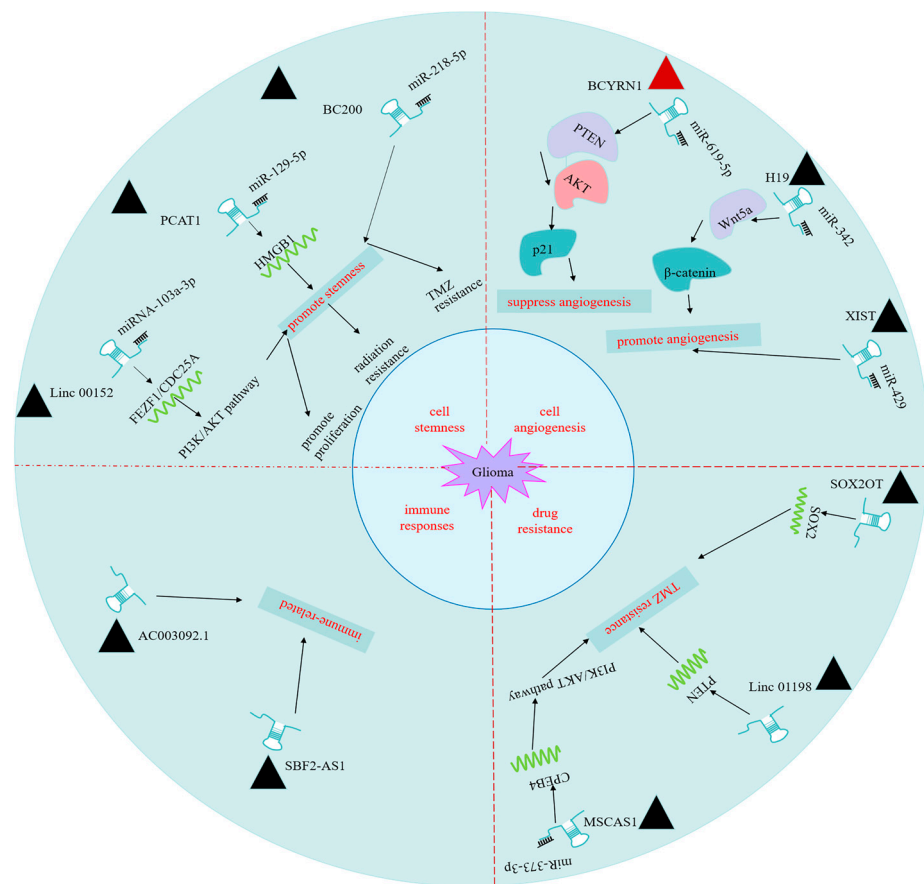 BC200
miR-218-5p
PCAT1
miR-129-5p
HMGB1
promote stemness
TMZ
resistance
radiation
resistance
miRNA-103a-3p
Linc 00152
FEZF1/CDC25A
PI3K/AKT pathway
promote
proliferation
BCYRN1
miR-619-5p
PTEN
AKT
p21
suppress angiogenesis
H19
miR-342
Wnt5a
β-catenin
promote angiogenesis
XIST
miR-429
cell
stemness
cell
angiogenesis
Glioma
immune
responses
drug
resistance
AC003092.1
immune-related
SBF2-AS1
SOX2OT
SOX2
TMZ resistance
Linc 01198
PTEN
PI3K/AKT pathway
CPEB4
MSCAS1
miR-373-3p